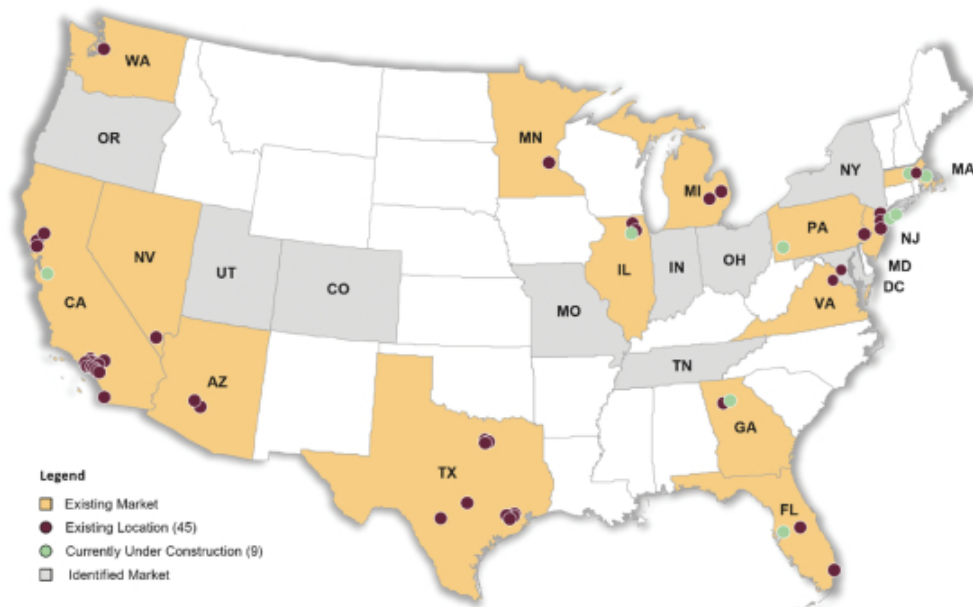 WA
OR
MN
MI
NY
MA
NV
UT
CO
CA
IL
IN
OH
PA
NJ
MD
DC
VA
MO
AZ
TN
TX
GA
FL
Legend
Existing Market
Existing Location (45)
Currently Under Construction (9)
Identified Market